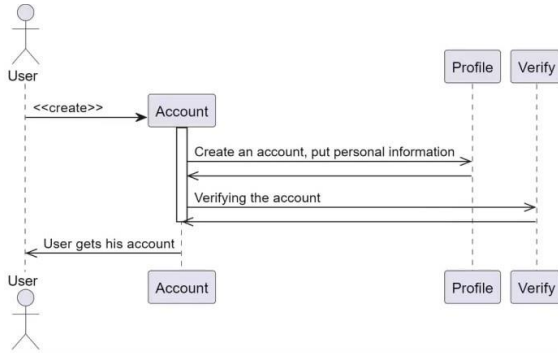 User
Profile
Verify
<<create>>
Account
Create an account, put personal information
Verifying the account
User gets his account
User
Account
Profile
Verify